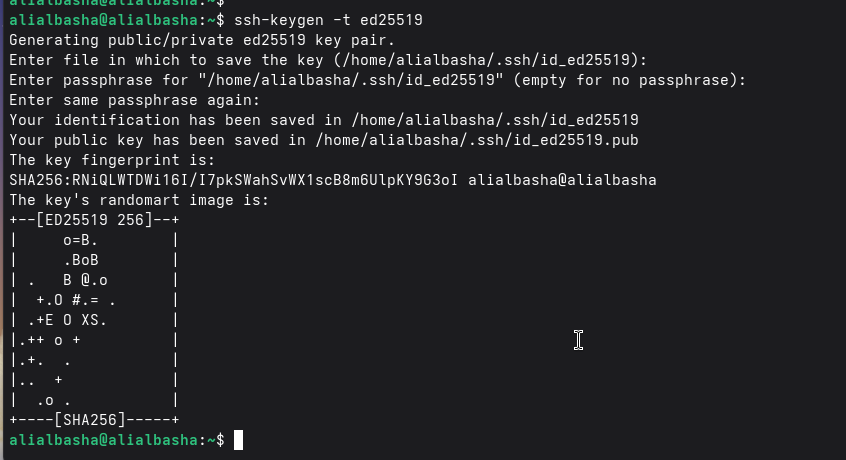 alialbasha@alialbasha:~$
alialbasha@alialbasha:~$ ssh-keygen -t ed25519
Generating public/private ed25519 key pair.
Enter file in which to save the key (/home/alialbasha/.ssh/id_ed25519):
Enter passphrase for "/home/alialbasha/.ssh/id_ed25519" (empty for no passphrase):
Enter same passphrase again:
Your identification has been saved in /home/alialbasha/.ssh/id_ed25519
Your public key has been saved in /home/alialbasha/.ssh/id_ed25519.pub
The key fingerprint is:
SHA256:RNiQLWTDWi16I/I7pkSWahSvWX1scB8m6UlpKY9G3oI alialbasha@alialbasha
The key's randomart image is:
+--[ED25519 256]--+
|     o=B.        |
|     .BoB        |
| .   B @.o       |
|  +.O #.= .      |
| .+E O XS.       |
|.++ o +          |
|.+.  .           |
|..  +            |
|  .o .           |
+----[SHA256]-----+
alialbasha@alialbasha:~$